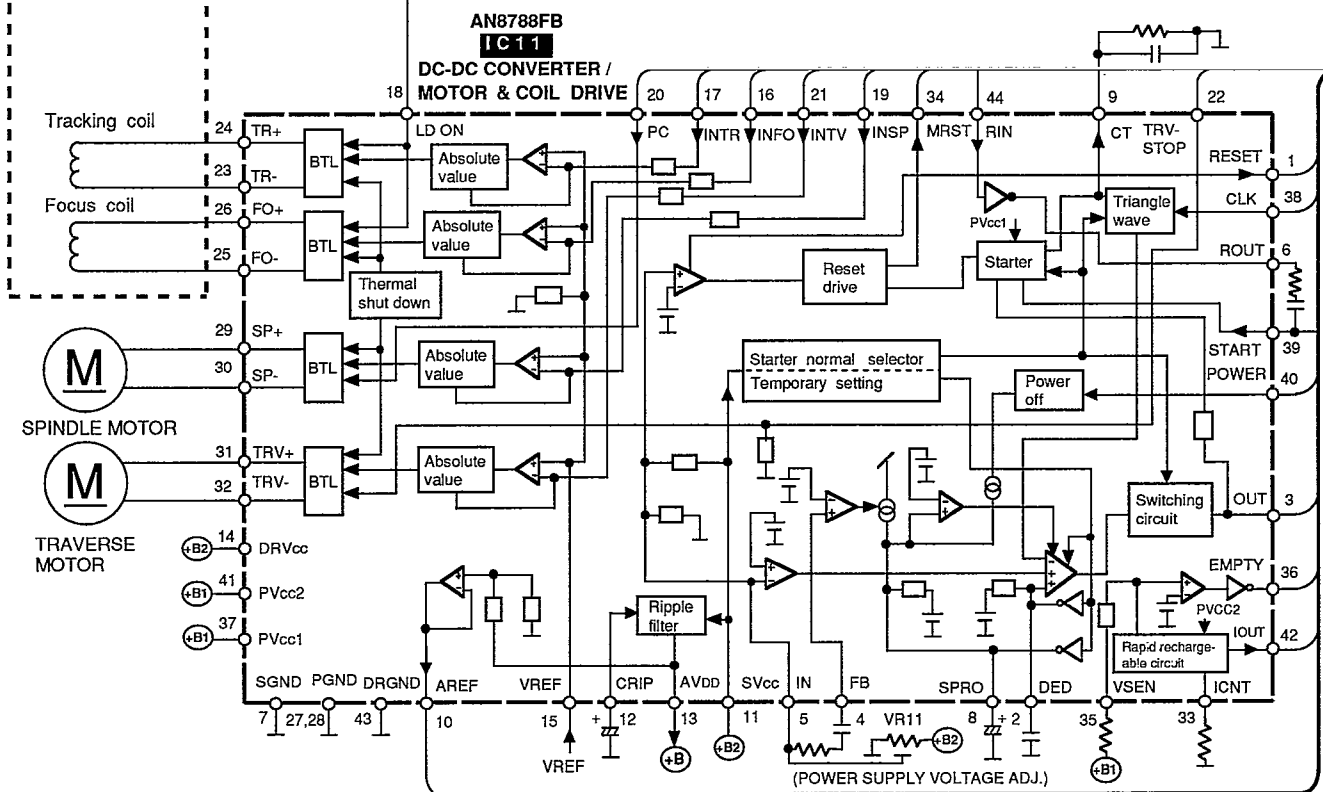 AN8788FB
IC11
DC-DC CONVERTER /
MOTOR & COIL DRIVE
18
20
17
16
21
19
34
44
9
22
LD ON
PC
INTR
INFO
INTV
INSP
MRST
RIN
CT
TRV-
STOP
Tracking coil
24
TR+
23
TR-
BTL
Absolute
value
RESET
1
Focus coil
26
FO+
25
FO-
BTL
Absolute
value
PVcc1
Triangle
wave
CLK
38
Starter
ROUT
6
Thermal
shut down
Reset
drive
29
SP+
30
SP-
M
BTL
Absolute
value
SPINDLE MOTOR
Starter normal selector
Temporary setting
Power
off
START
39
POWER
40
31
TRV+
32
TRV-
M
BTL
Absolute
value
TRAVERSE
MOTOR
Switching
circuit
OUT
3
+B2
14
DRVcc
+B1
41
PVcc2
+B1
37
PVcc1
Ripple
filter
EMPTY
36
PVCC2
IOUT
42
Rapid recharge-
able circuit
SGND
PGND
DRGND
AREF
VREF
CRIP
AVDD
SVcc
IN
FB
SPRO
DED
VSEN
ICNT
7
27,28
43
10
15
+
12
13
11
5
4
VR11
8
+
2
35
33
VREF
+B
+B2
+B2
+B1
(POWER SUPPLY VOLTAGE ADJ.)